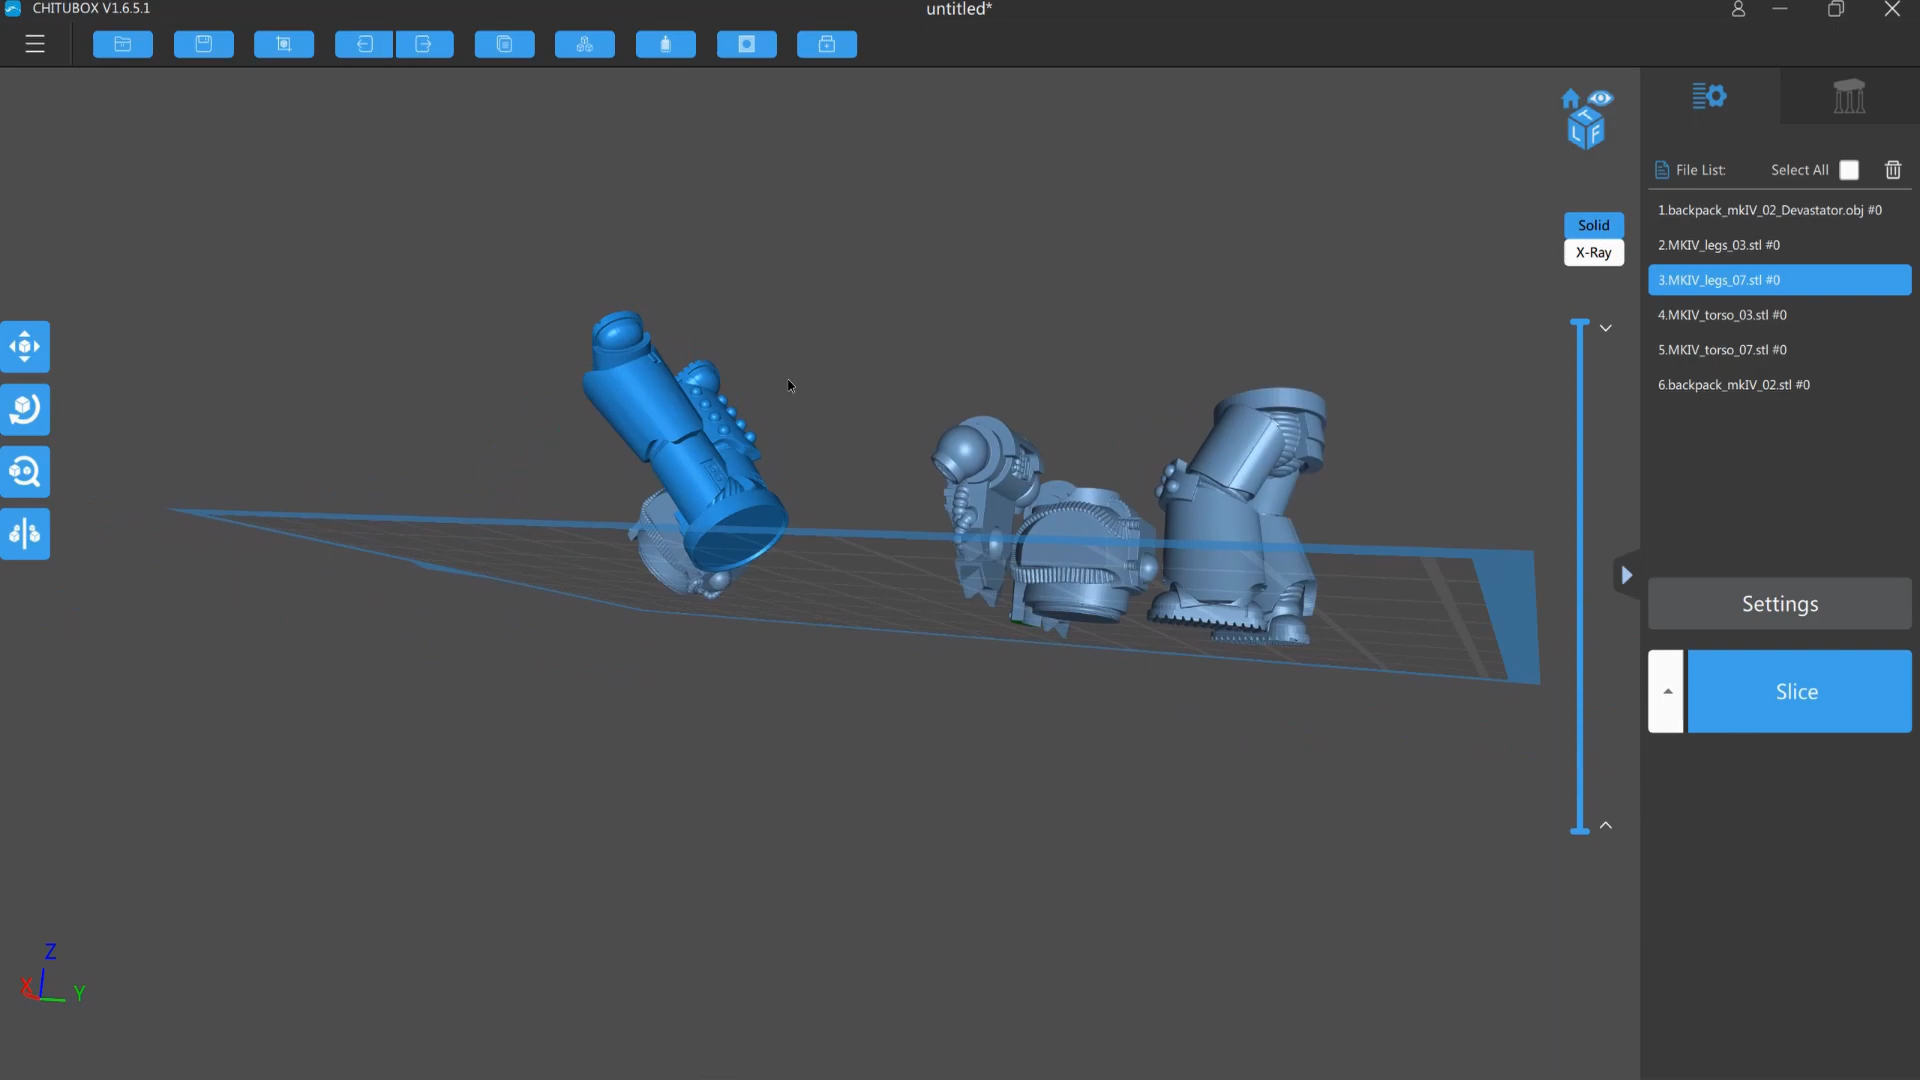 CHITUBOX V1.6.5.1
untitled*
T
L F
File List: Select All
1.backpack_mkIV_02_Devastator.obj #0
2.MKIV_legs_03.stl #0
3.MKIV_legs_07.stl #0
4.MKIV_torso_03.stl #0
5.MKIV_torso_07.stl #0
6.backpack_mkIV_02.stl #0
Solid
X-Ray
Settings
Slice
Z
X
Y